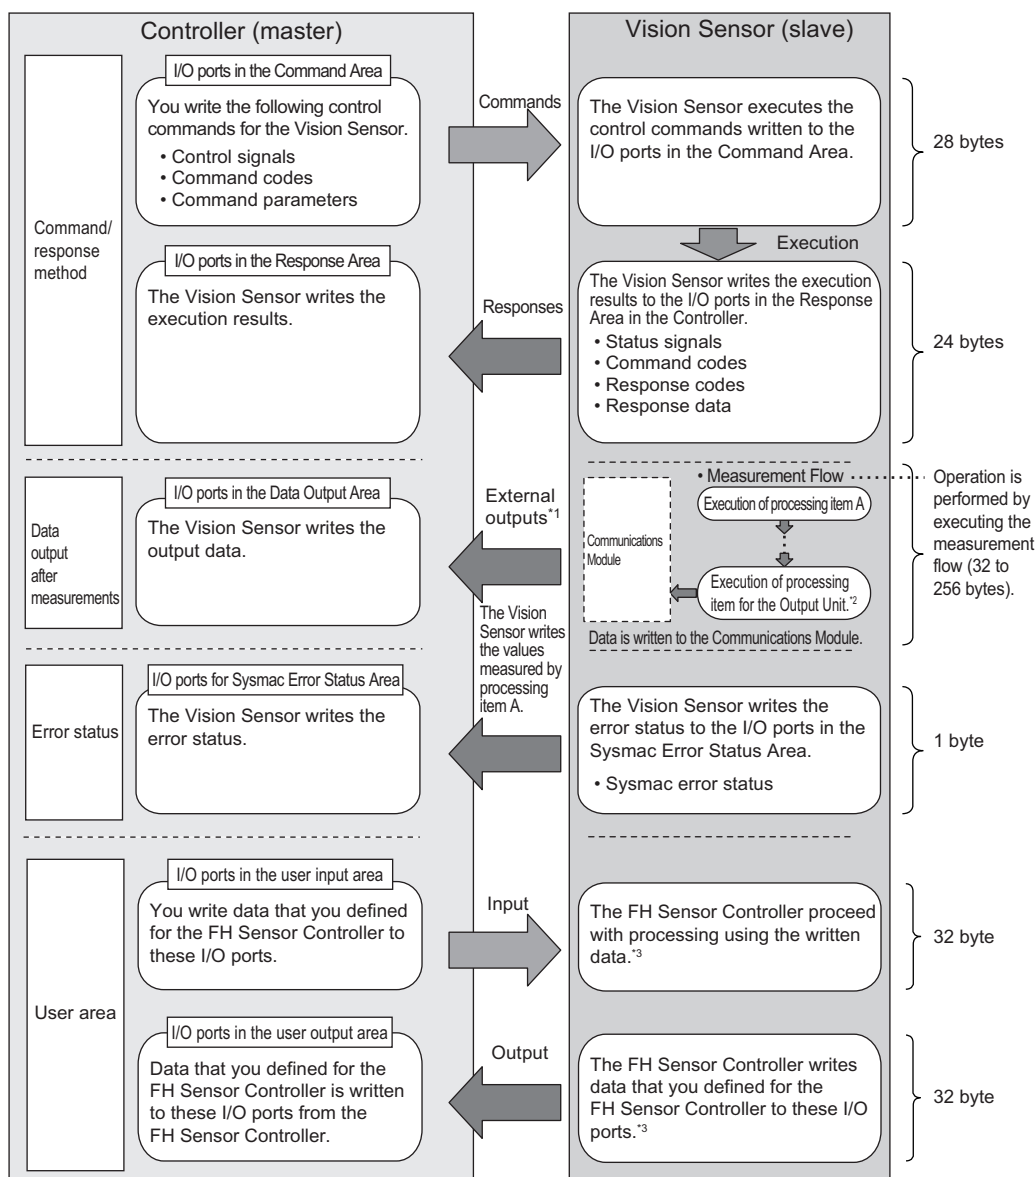 Controller (master)
Vision Sensor (slave)
Command/
response
method
I/O ports in the Command Area
You write the following control
commands for the Vision Sensor.
• Control signals
• Command codes
• Command parameters
Commands
The Vision Sensor executes the
control commands written to the
I/O ports in the Command Area.
28 bytes
Execution
I/O ports in the Response Area
The Vision Sensor writes the
execution results.
Responses
The Vision Sensor writes the execution
results to the I/O ports in the Response
Area in the Controller.
• Status signals
• Command codes
• Response codes
• Response data
24 bytes
Data
output
after
measurements
I/O ports in the Data Output Area
The Vision Sensor writes the
output data.
External
outputs*1
The Vision
Sensor writes
the values
measured by
processing
item A.
• Measurement Flow
Execution of processing item A
Communications
Module
Execution of processing
item for the Output Unit.*2
Data is written to the Communications Module.
Operation is
performed by
executing the
measurement
flow (32 to
256 bytes).
Error status
I/O ports for Sysmac Error Status Area
The Vision Sensor writes the
error status.
The Vision Sensor writes the
error status to the I/O ports in the
Sysmac Error Status Area.
• Sysmac error status
1 byte
User area
I/O ports in the user input area
You write data that you defined
for the FH Sensor Controller to
these I/O ports.
Input
The FH Sensor Controller proceed
with processing using the written
data.*3
32 byte
I/O ports in the user output area
Data that you defined for the
FH Sensor Controller is written
to these I/O ports from the
FH Sensor Controller.
Output
The FH Sensor Controller writes
data that you defined for the
FH Sensor Controller to these I/O
ports.*3
32 byte